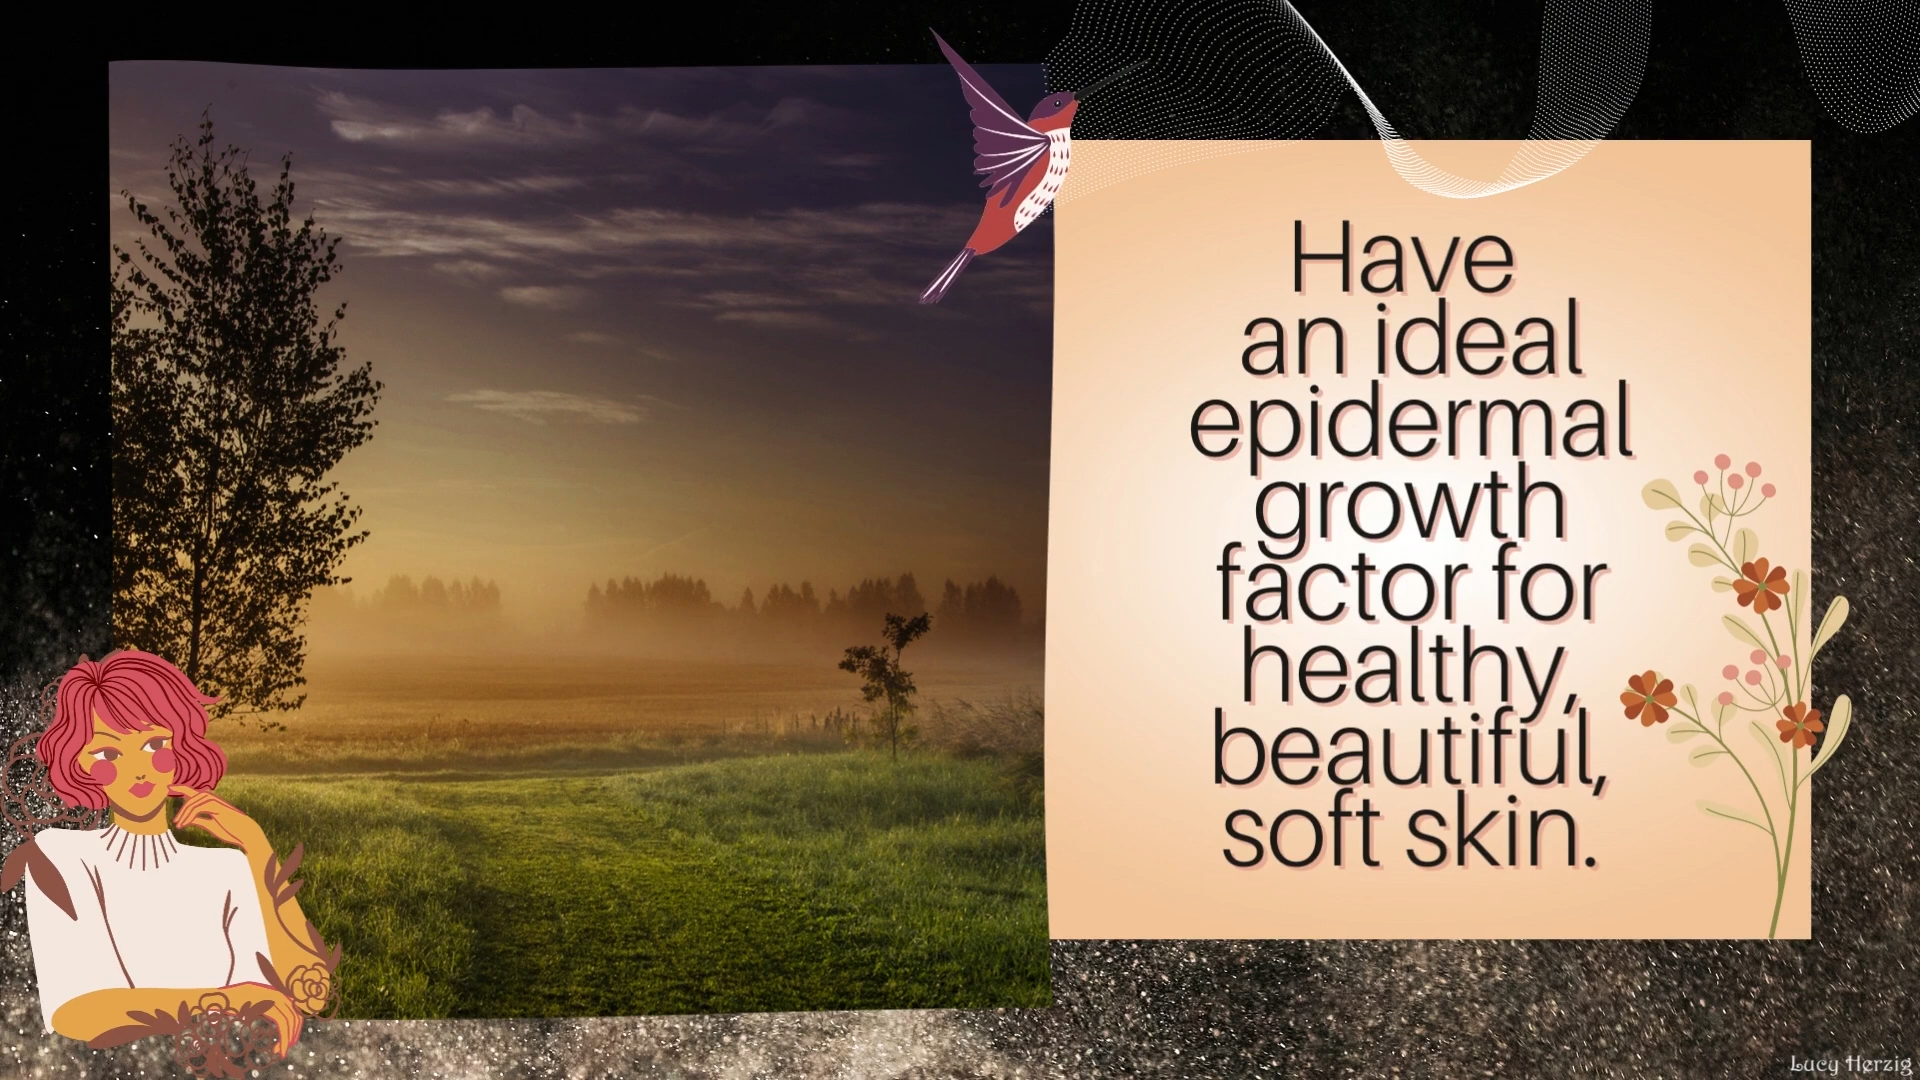 Have
an ideal
epidermal
growth
factor for
healthy,
beautiful,
soft skin.
Lucy Herzig